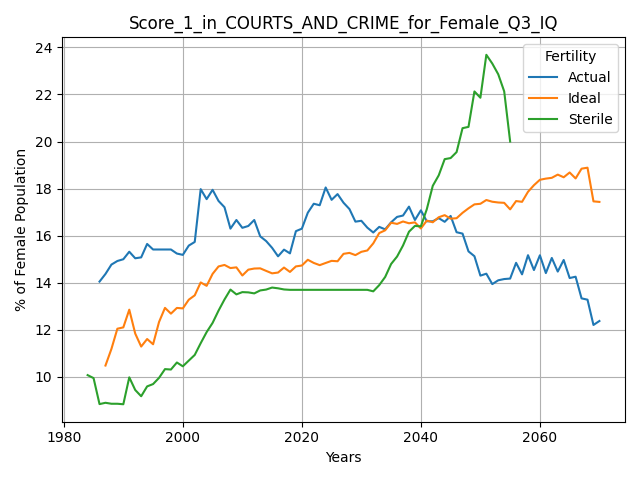 Score_1_in_COURTS_AND_CRIME_for_Female_Q3_IQ
Fertility
Actual
Ideal
Sterile
% of Female Population
24
22
20
18
16
14
12
10
1980
2000
2020
2040
2060
Years